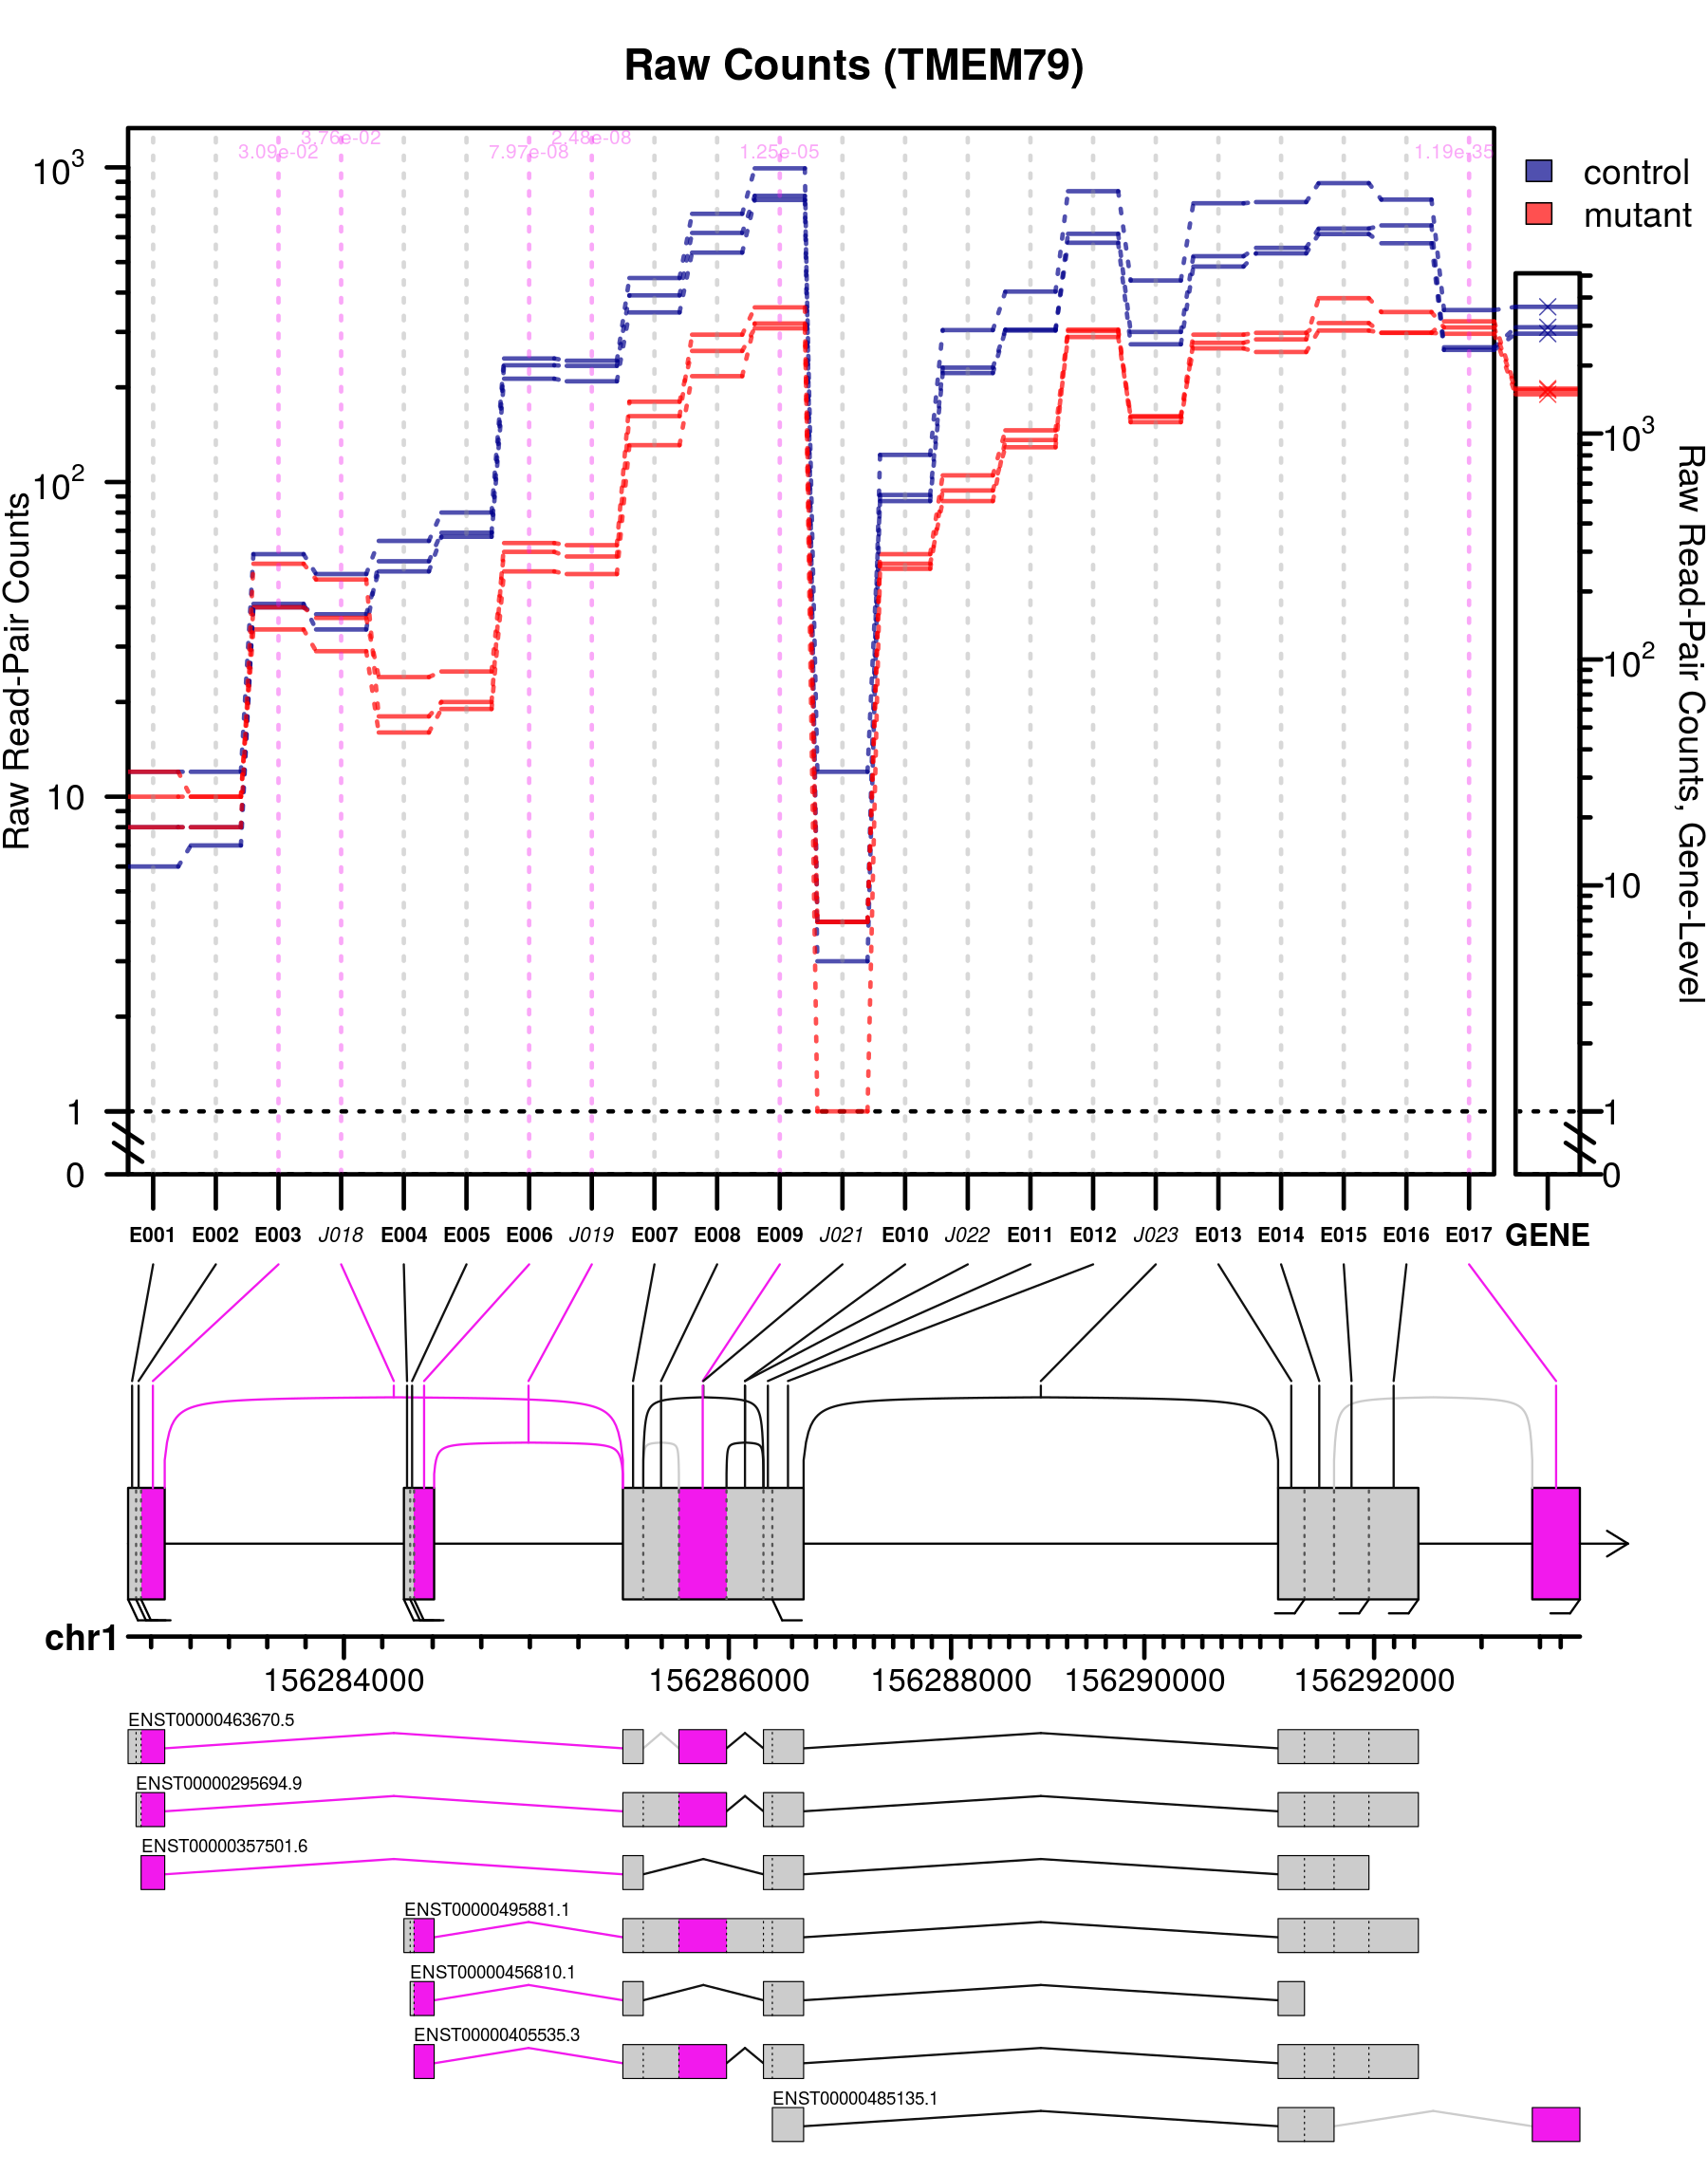 Raw Counts (TMEM79)
3.76e-02 2.48e-08
3.09e-02 7.97e-08 1.25e-05 1.19e-35
control
mutant
Raw Read-Pair Counts
10^3
10^2
10
1
0
Raw Read-Pair Counts, Gene-Level
10^3
10^2
10
1
0
E001 E002 E003 J018 E004 E005 E006 J019 E007 E008 E009 J021 E010 J022 E011 E012 J023 E013 E014 E015 E016 E017 GENE
chr1
156284000 156286000 156288000 156290000 156292000
ENST00000463670.5
ENST00000295694.9
ENST00000357501.6
ENST00000495881.1
ENST00000456810.1
ENST00000405535.3
ENST00000485135.1